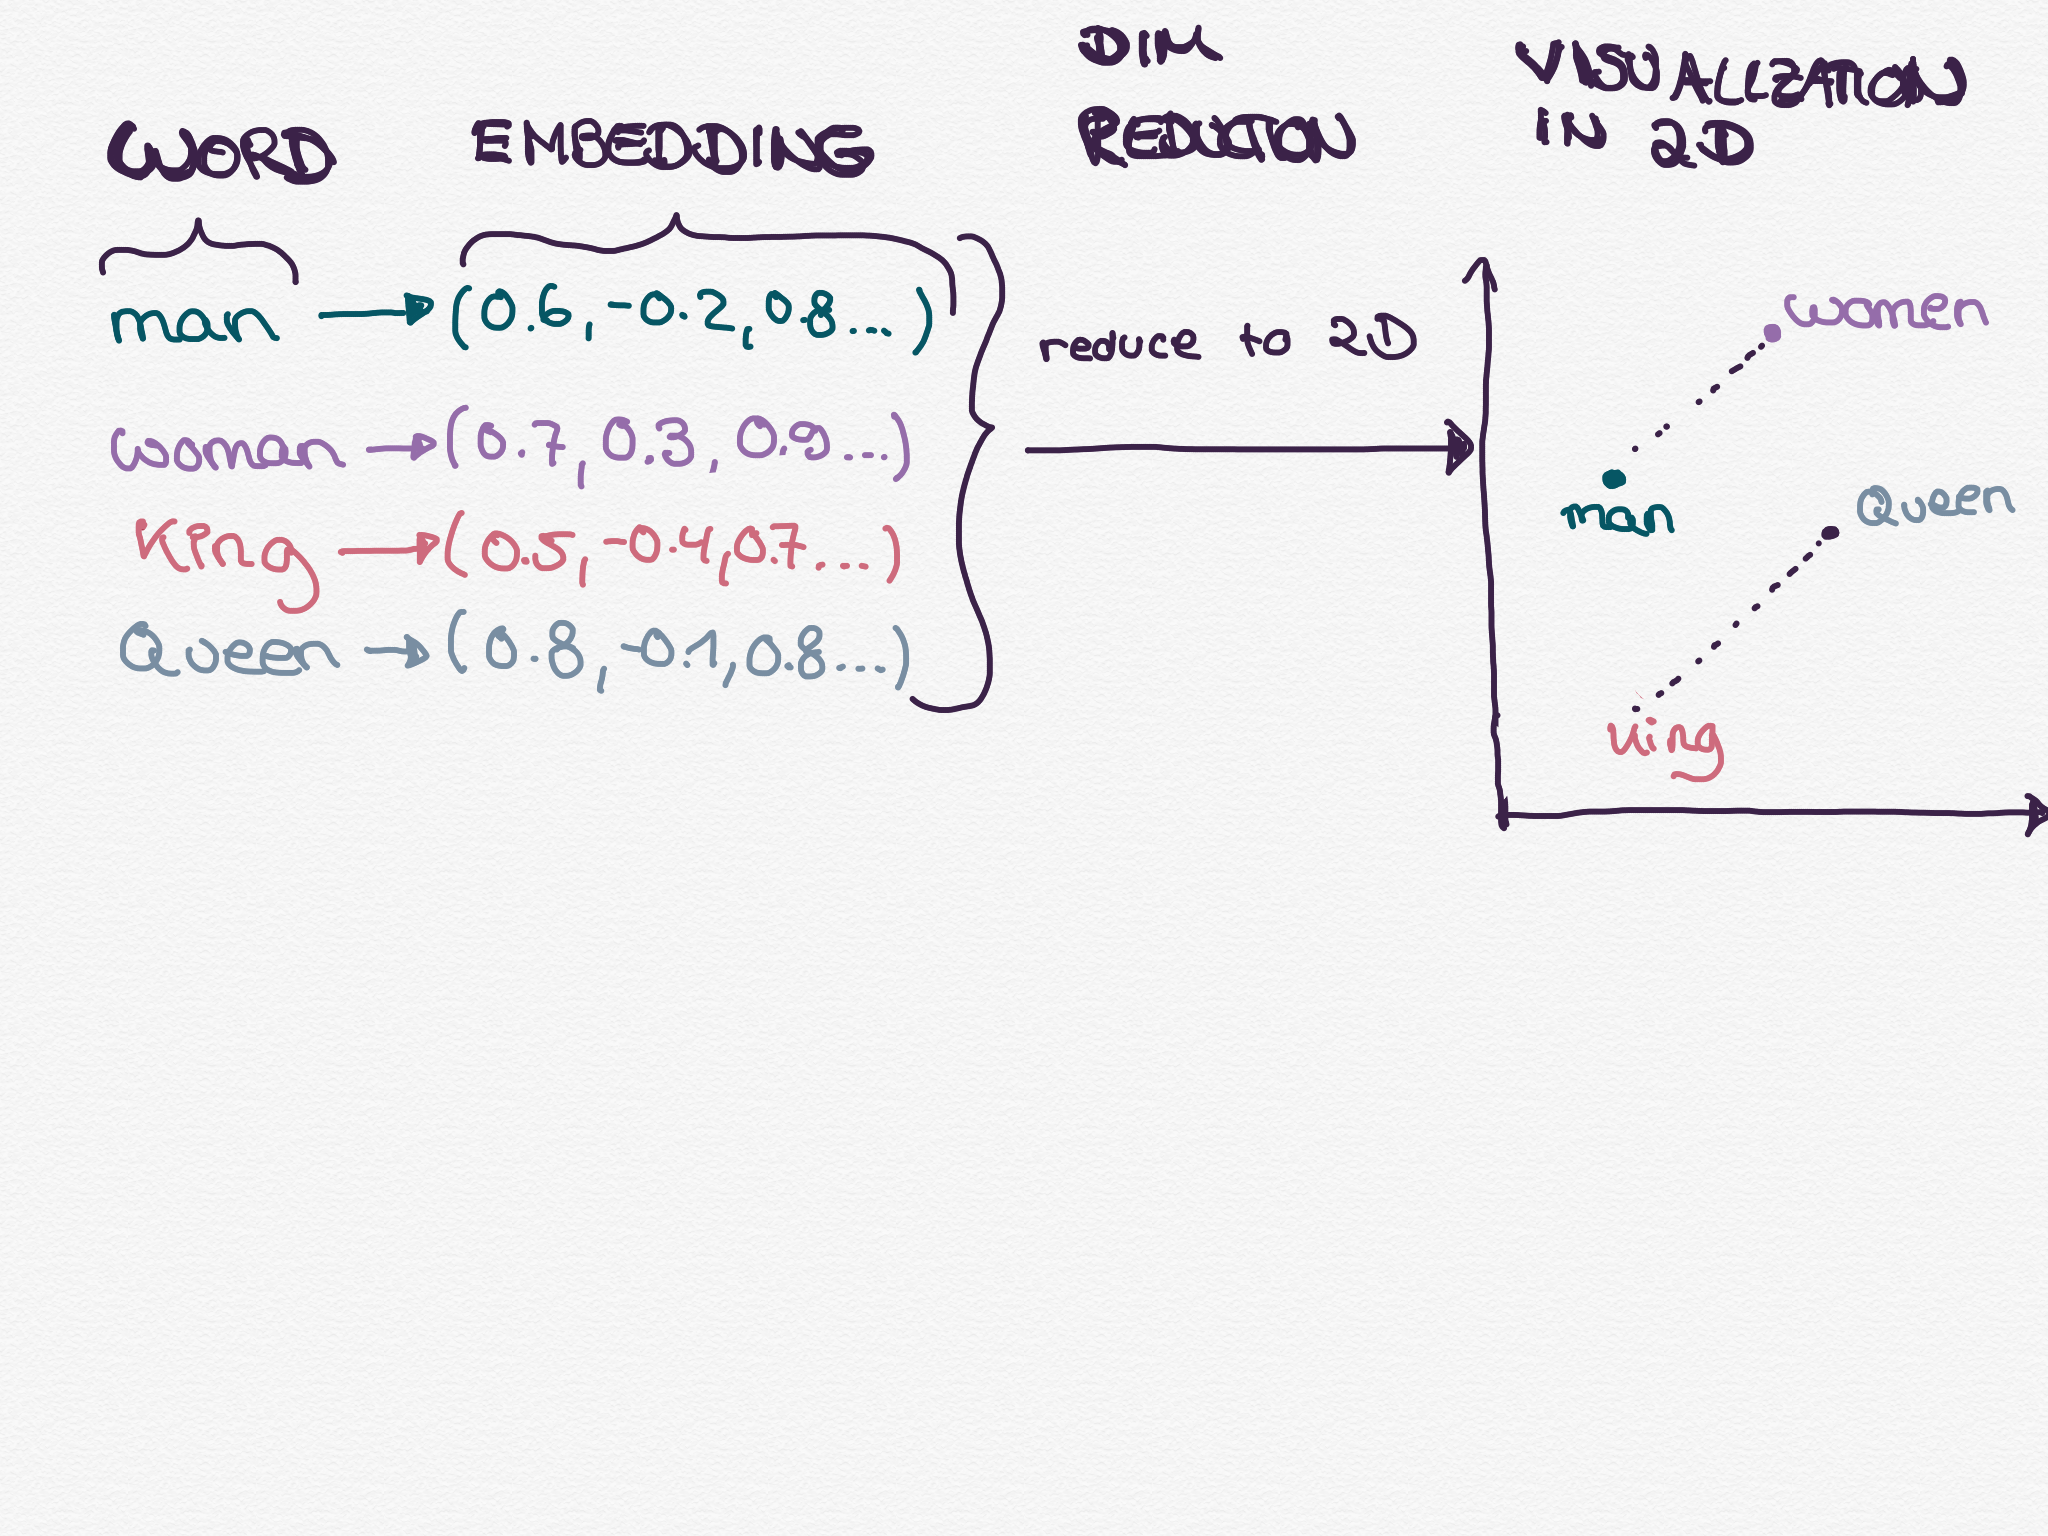 WORD
EMBEDDING
DIM
REDUCTION
VISUALIZATION
IN 2D
man → (0.6, -0.2, 0.8...)
woman → (0.7, 0.3, 0.9...)
King → (0.5, -0.4, 0.7....)
Queen → (0.8, -0.1, 0.8...)
reduce to 2D
women
man
Queen
King